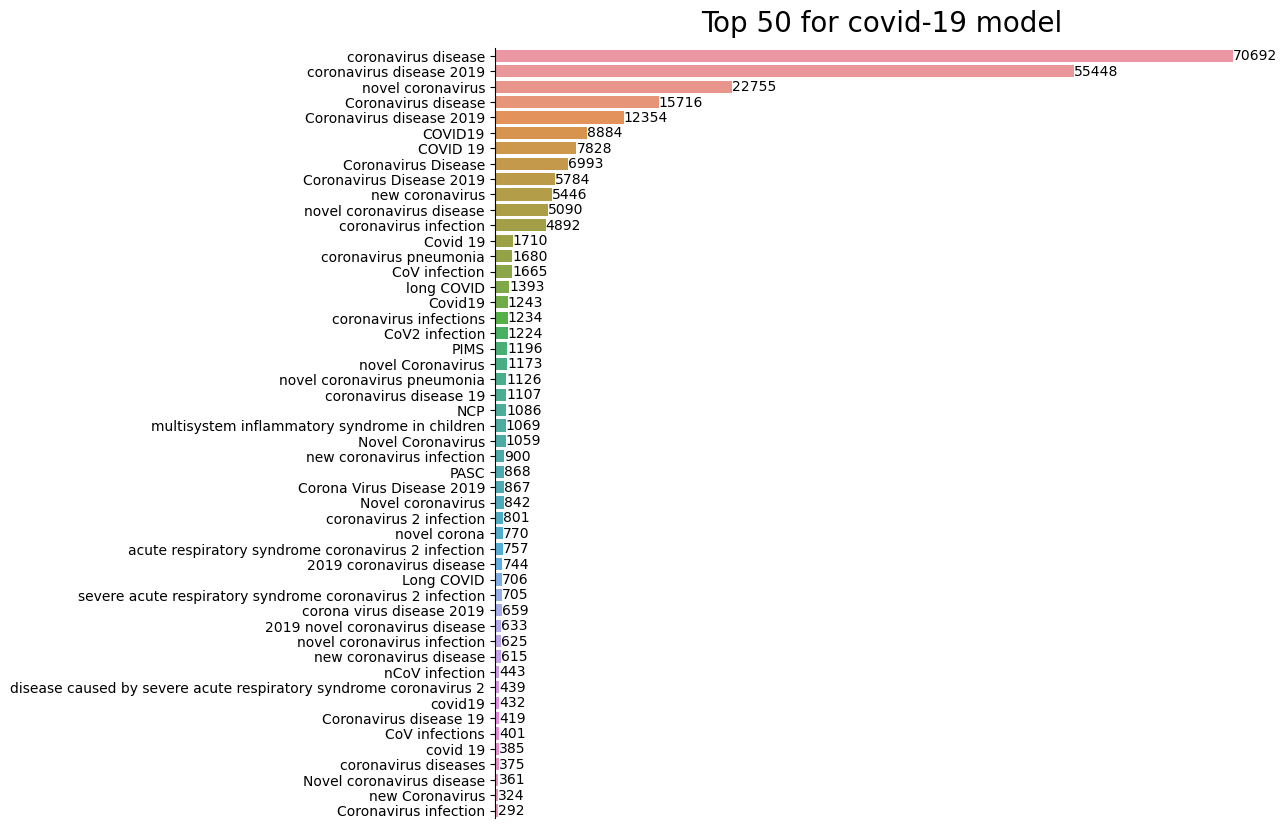 Top 50 for covid-19 model
coronavirus disease 70692
coronavirus disease 2019 55448
novel coronavirus 22755
Coronavirus disease 15716
Coronavirus disease 2019 12354
COVID19 8884
COVID 19 7828
Coronavirus Disease 6993
Coronavirus Disease 2019 5784
new coronavirus 5446
novel coronavirus disease 5090
coronavirus infection 4892
Covid 19 1710
coronavirus pneumonia 1680
CoV infection 1665
long COVID 1393
Covid19 1243
coronavirus infections 1234
CoV2 infection 1224
PIMS 1196
novel Coronavirus 1173
novel coronavirus pneumonia 1126
coronavirus disease 19 1107
NCP 1086
multisystem inflammatory syndrome in children 1069
Novel Coronavirus 1059
new coronavirus infection 900
PASC 868
Corona Virus Disease 2019 867
Novel coronavirus 842
coronavirus 2 infection 801
novel corona 770
acute respiratory syndrome coronavirus 2 infection 757
2019 coronavirus disease 744
Long COVID 706
severe acute respiratory syndrome coronavirus 2 infection 705
corona virus disease 2019 659
2019 novel coronavirus disease 633
novel coronavirus infection 625
new coronavirus disease 615
nCoV infection 443
disease caused by severe acute respiratory syndrome coronavirus 2 439
covid19 432
Coronavirus disease 19 419
CoV infections 401
covid 19 385
coronavirus diseases 375
Novel coronavirus disease 361
new Coronavirus 324
Coronavirus infection 292